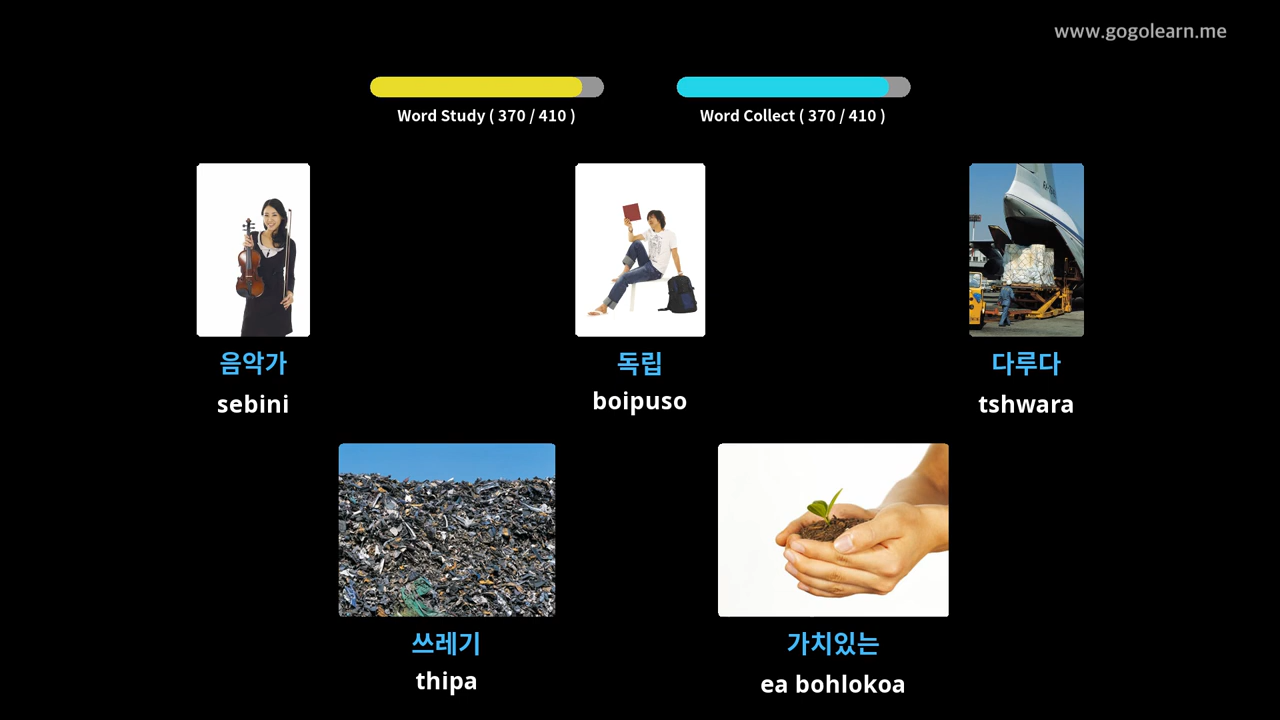 www.gogolearn.me
Word Study ( 370 / 410 )
Word Collect ( 370 / 410 )
음악가
sebini
독립
boipuso
다루다
tshwara
쓰레기
thipa
가치있는
ea bohlokoa